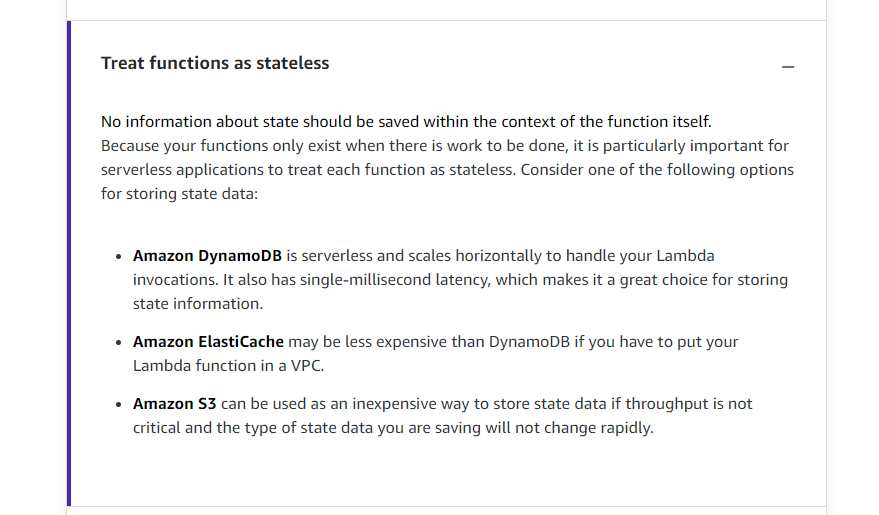 Treat functions as stateless
No information about state should be saved within the context of the function itself.
Because your functions only exist when there is work to be done, it is particularly important for
serverless applications to treat each function as stateless. Consider one of the following options
for storing state data:
• Amazon DynamoDB is serverless and scales horizontally to handle your Lambda
invocations. It also has single-millisecond latency, which makes it a great choice for storing
state information.
• Amazon ElastiCache may be less expensive than DynamoDB if you have to put your
Lambda function in a VPC.
• Amazon S3 can be used as an inexpensive way to store state data if throughput is not
critical and the type of state data you are saving will not change rapidly.